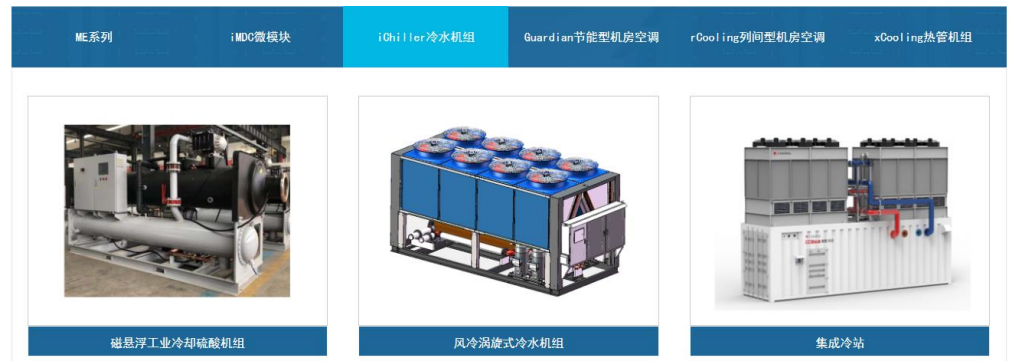 ME系列
iMDC微模块
iChiller冷水机组
Guardian节能型机房空调
rCooling列间型机房空调
xCooling热管机组
磁悬浮工业冷却硫酸机组
风冷涡旋式冷水机组
集成冷站